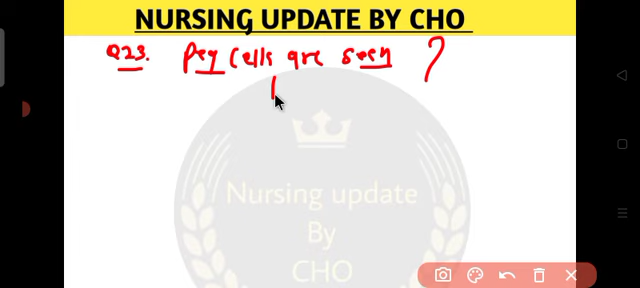 NURSING UPDATE BY CHO
Q23. Peg Cells are seen ?
Nursing update
By
CHO